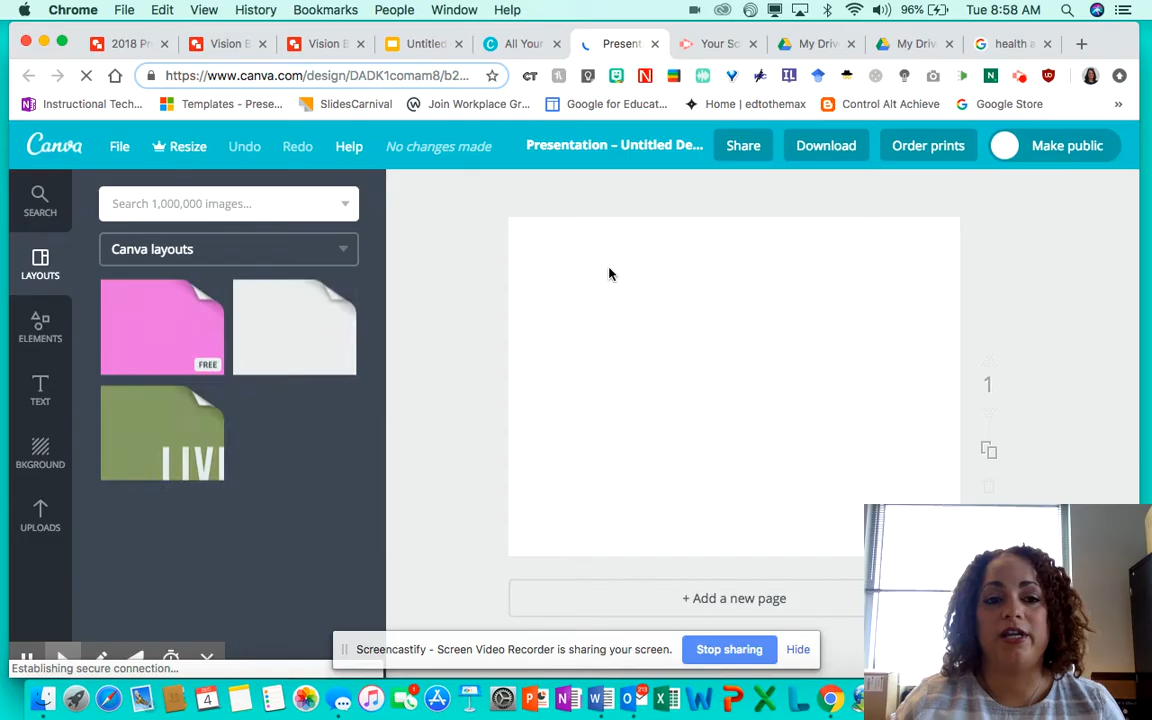 Chrome File Edit View History Bookmarks People Window Help 96% Tue 8:58 AM
2018 P Vision E Vision E Untitled All Your Present Your Sc My Driv My Driv health a
https://www.canva.com/design/DADK1comam8/b2...
Instructional Tech... Templates - Prese... SlidesCarnival Join Workplace Gr... Google for Educat... Home | edtothemax Control Alt Achieve Google Store »
Canva File Resize Undo Redo Help No changes made Presentation – Untitled De... Share Download Order prints Make public
SEARCH
Search 1,000,000 images...
LAYOUTS
Canva layouts
FREE
ELEMENTS
TEXT
LIVI
BKGROUND
UPLOADS
1
+ Add a new page
Screencastify - Screen Video Recorder is sharing your screen. Stop sharing Hide
Establishing secure connection...